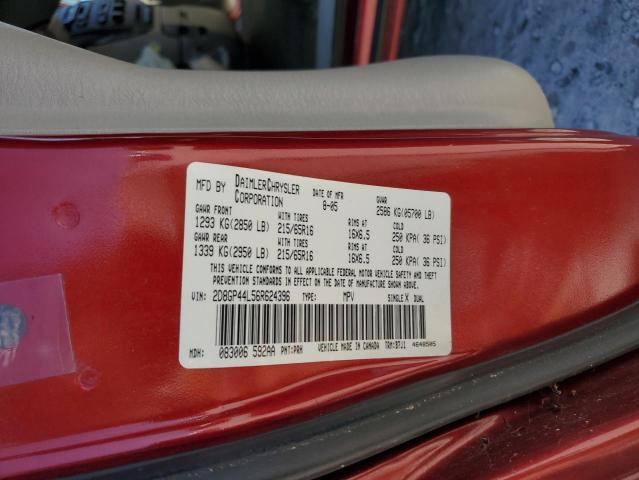 MFD BY DAIMLERCHRYSLER CORPORATION DATE OF MFR 8-05 GVWR 2586 KG(05700 LB)
GAWR FRONT WITH TIRES RIMS AT COLD
1293 KG(2850 LB) 215/65R16 16X6.5 250 KPA( 36 PSI)
GAWR REAR WITH TIRES RIMS AT COLD
1339 KG(2950 LB) 215/65R16 16X6.5 250 KPA( 36 PSI)
THIS VEHICLE CONFORMS TO ALL APPLICABLE FEDERAL MOTOR VEHICLE SAFETY AND THEFT
PREVENTION STANDARDS IN EFFECT ON THE DATE OF MANUFACTURE SHOWN ABOVE.
VIN: 2D8GP44L56R624396 TYPE: MPV SINGLE X DUAL
MDH: 083006 592AA PNT:PRH VEHICLE MADE IN CANADA TRM:B7J1 4648505